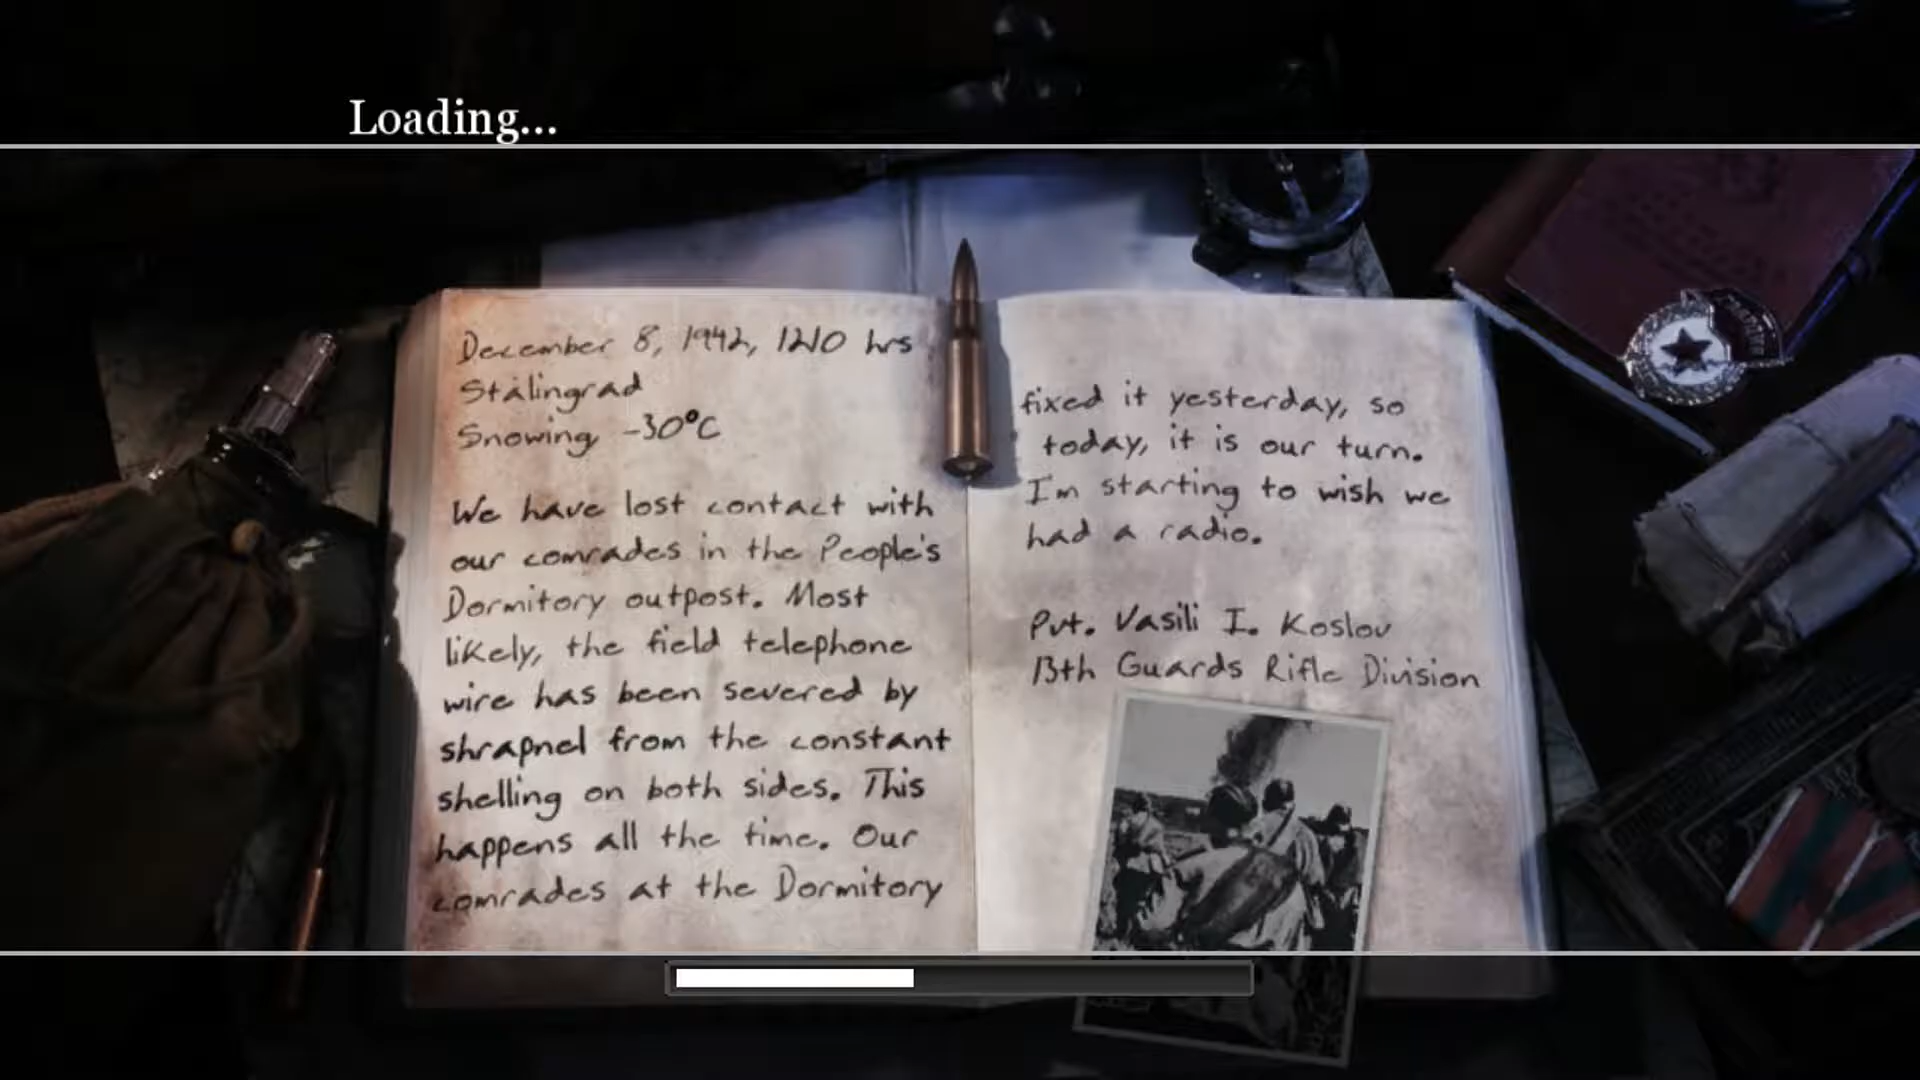 Loading...
December 8, 1942, 1210 hrs
Stalingrad
Snowing -30°C
We have lost contact with
our comrades in the People's
Dormitory outpost. Most
likely, the field telephone
wire has been severed by
shrapnel from the constant
shelling on both sides. This
happens all the time. Our
comrades at the Dormitory
fixed it yesterday, so
today, it is our turn.
I'm starting to wish we
had a radio.
Pvt. Vasili I. Koslov
13th Guards Rifle Division